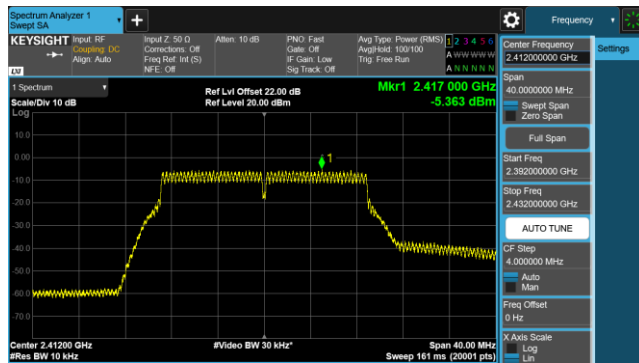 Spectrum Analyzer 1
Swept SA
+
Frequency
KEYSIGHT
Input: RF
Coupling: DC
Align: Auto
Input Z: 50 Ω
Corrections: Off
Freq Ref: Int (S)
NFE: Off
Atten: 10 dB
PNO: Fast
Gate: Off
IF Gain: Low
Sig Track: Off
Avg Type: Power (RMS)
Avg|Hold: 100/100
Trig: Free Run
1 2 3 4 5 6
A W W W W W
A N N N N N
LXI
1 Spectrum
Scale/Div 10 dB
Log
Ref Lvl Offset 22.00 dB
Ref Level 20.00 dBm
Mkr1 2.417 000 GHz
-5.363 dBm
10.0
0.00
-10.0
-20.0
-30.0
-40.0
-50.0
-60.0
-70.0
1
Center 2.41200 GHz
#Res BW 10 kHz
#Video BW 30 kHz*
Span 40.00 MHz
Sweep 161 ms (20001 pts)
Center Frequency
2.412000000 GHz
Span
40.0000000 MHz
Swept Span
Zero Span
Full Span
Start Freq
2.392000000 GHz
Stop Freq
2.432000000 GHz
AUTO TUNE
CF Step
4.000000 MHz
Auto
Man
Freq Offset
0 Hz
X Axis Scale
Log
Lin
Settings